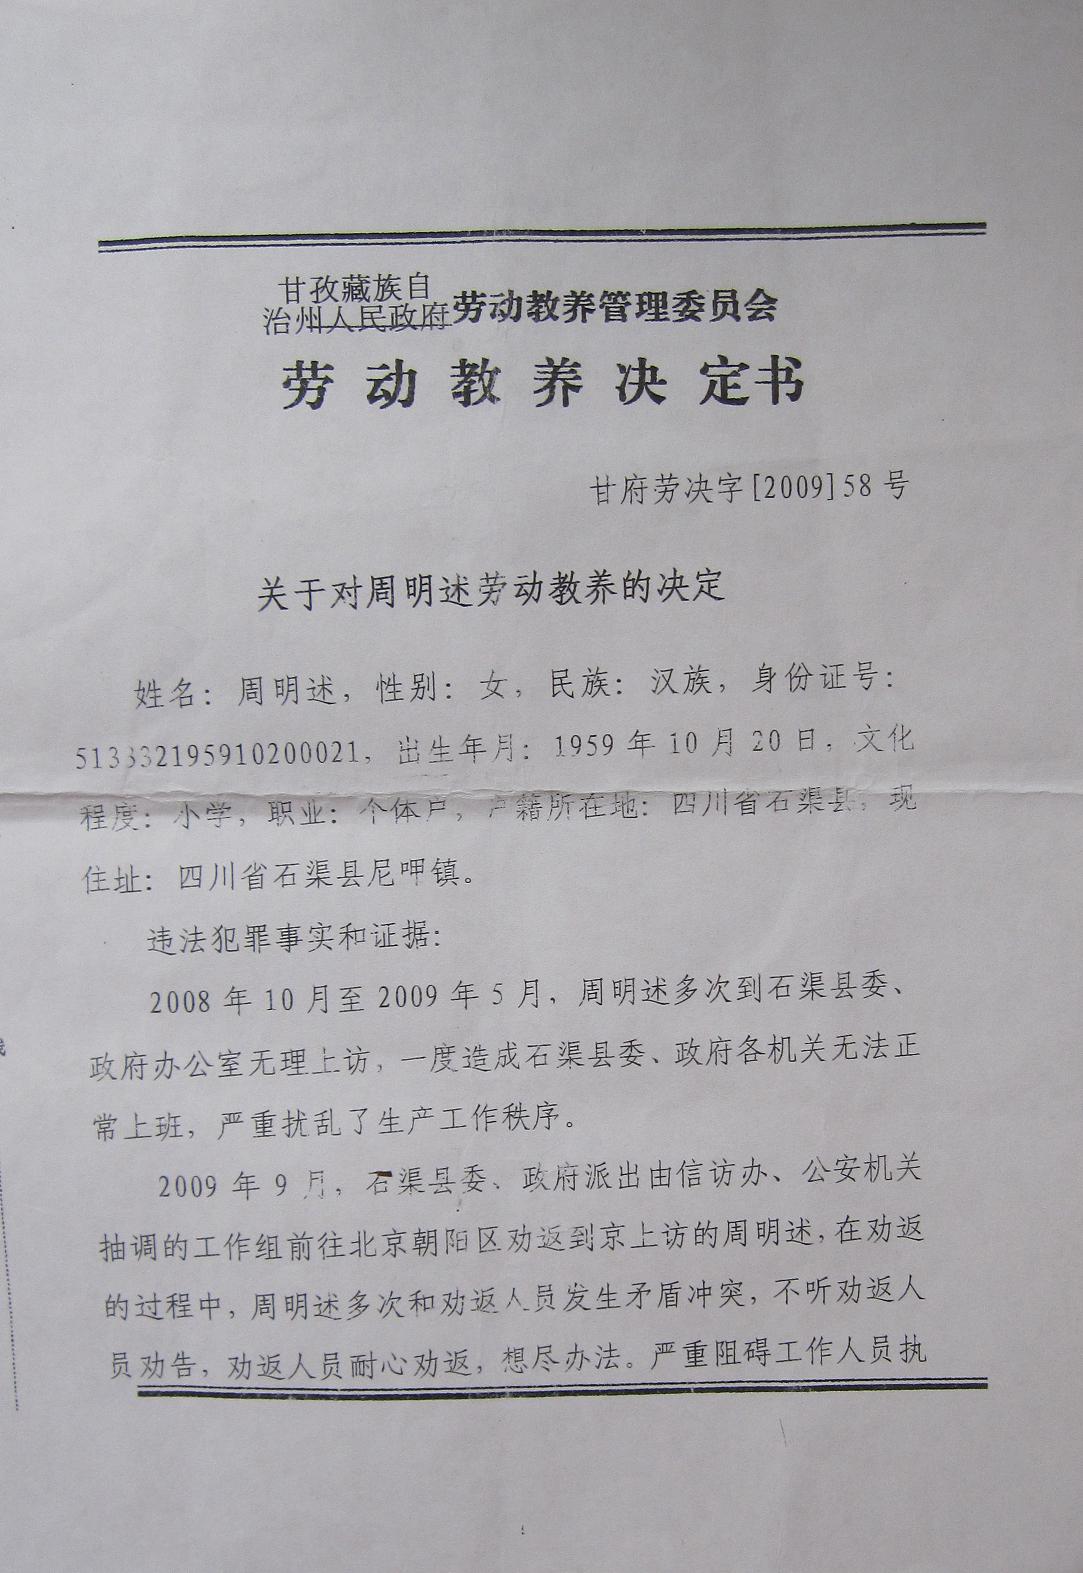 甘孜藏族自
治州人民政府劳动教养管理委员会
劳动教养决定书
甘府劳决字[2009]58号
关于对周明述劳动教养的决定
姓名：周明述，性别：女，民族：汉族，身份证号：
513332195910200021，出生年月：1959年10月20日，文化
程度：小学，职业：个体户，户籍所在地：四川省石渠县，现
住址：四川省石渠县尼呷镇。
违法犯罪事实和证据：
2008年10月至2009年5月，周明述多次到石渠县委、
政府办公室无理上访，一度造成石渠县委、政府各机关无法正
常上班，严重扰乱了生产工作秩序。
2009年9月，石渠县委、政府派出由信访办、公安机关
抽调的工作组前往北京朝阳区劝返到京上访的周明述，在劝返
的过程中，周明述多次和劝返人员发生矛盾冲突，不听劝返人
员劝告，劝返人员耐心劝返，想尽办法。严重阻碍工作人员执